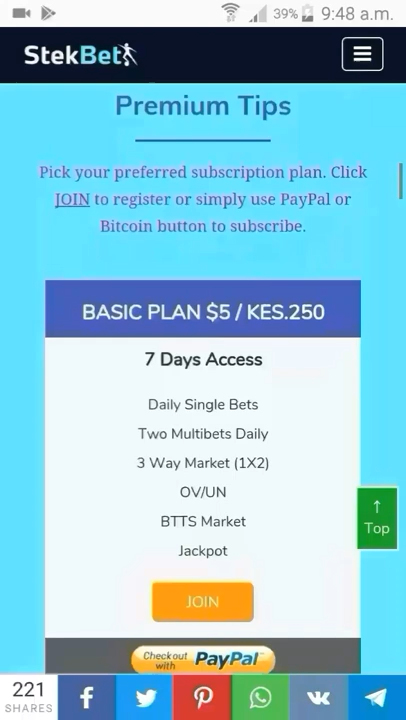 39% 9:48 a.m.
StekBet
Premium Tips
Pick your preferred subscription plan. Click
JOIN to register or simply use PayPal or
Bitcoin button to subscribe.
BASIC PLAN $5 / KES.250
7 Days Access
Daily Single Bets
Two Multibets Daily
3 Way Market (1X2)
OV/UN
BTTS Market
Jackpot
↑
Top
JOIN
Check out
with PayPal
221
SHARES